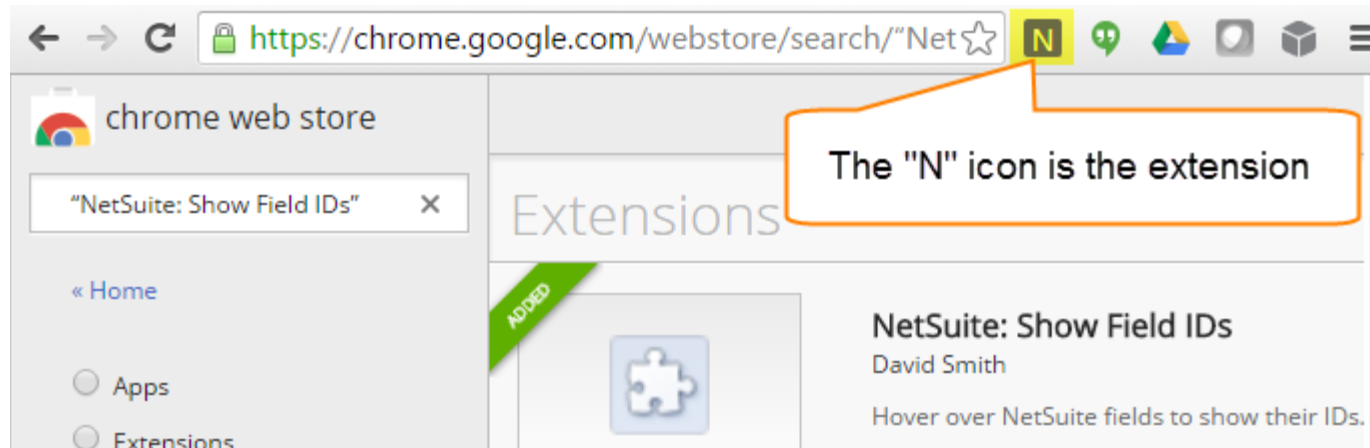 https://chrome.google.com/webstore/search/"Net
N
chrome web store
The "N" icon is the extension
“NetSuite: Show Field IDs” ×
Extensions
« Home
ADDED
NetSuite: Show Field IDs
David Smith
Apps
Hover over NetSuite fields to show their IDs.
Extensions